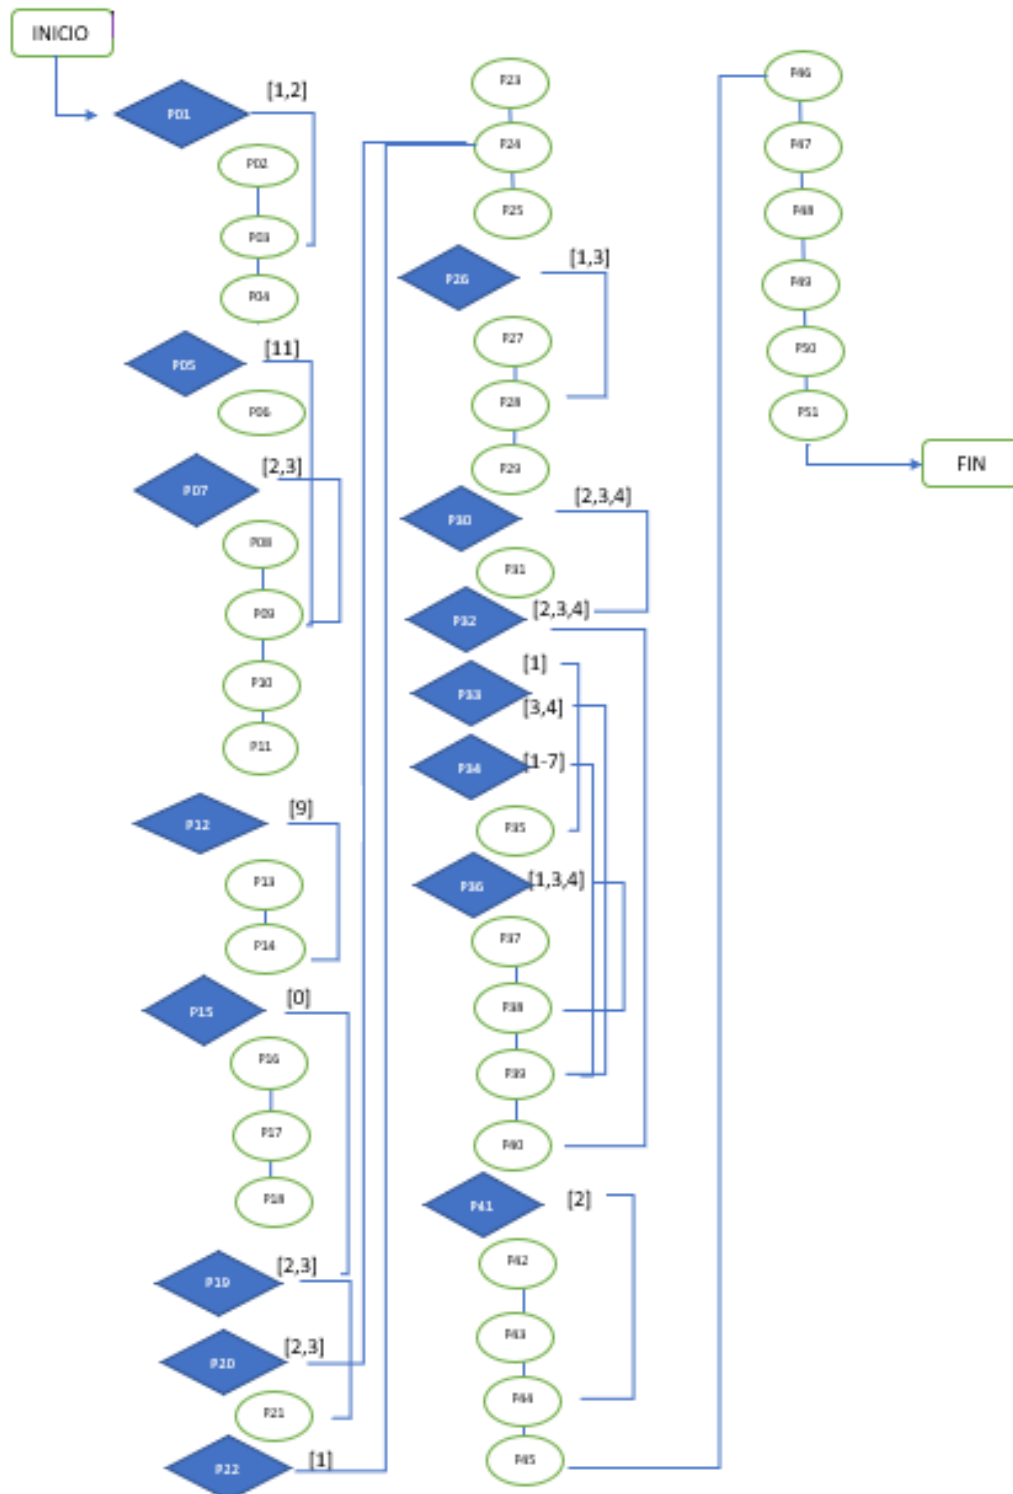 INICIO
P01
[1,2]
P02
P03
P04
P05
[11]
P06
P07
[2,3]
P08
P09
P10
P11
P12
[9]
P13
P14
P15
[0]
P16
P17
P18
P19
[2,3]
P20
[2,3]
P21
P22
[1]
P23
P24
P25
P26
[1,3]
P27
P28
P29
P30
[2,3,4]
P31
P32
[2,3,4]
[1]
P33
[3,4]
P34
[1-7]
P35
P36
[1,3,4]
P37
P38
P39
P40
P41
[2]
P42
P43
P44
P45
P46
P47
P48
P49
P50
P51
FIN